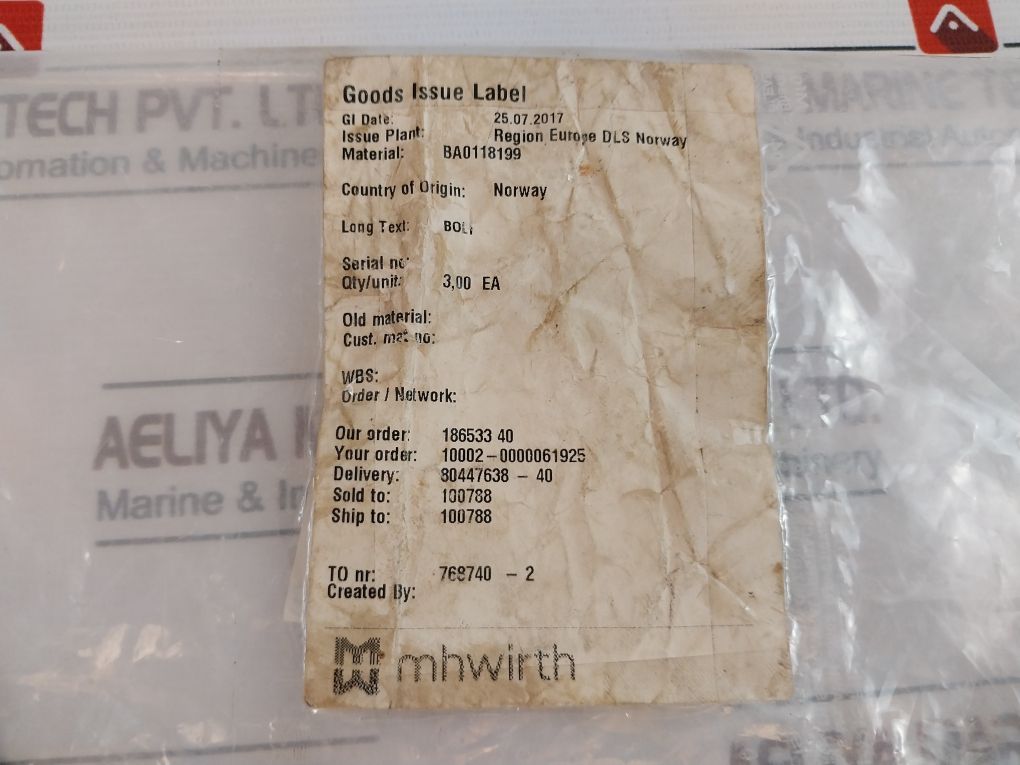 TECH PVT. LT
omation & Machine
MARINE TE
Industrial Autom
Goods Issue Label
GI Date: 25.07.2017
Issue Plant: Region Europe DLS Norway
Material: BA0118199
Country of Origin: Norway
Long Text:
Serial no:
Qty/unit: 3,00 EA
Old material:
Cust. mat no:
WBS:
Order / Network:
Our order: 186533 40
Your order: 10002-0000061925
Delivery: 80447638 - 40
Sold to: 100788
Ship to: 100788
TO nr: 768740 - 2
Created By:
mhwirth
AELIYA
Marine & In